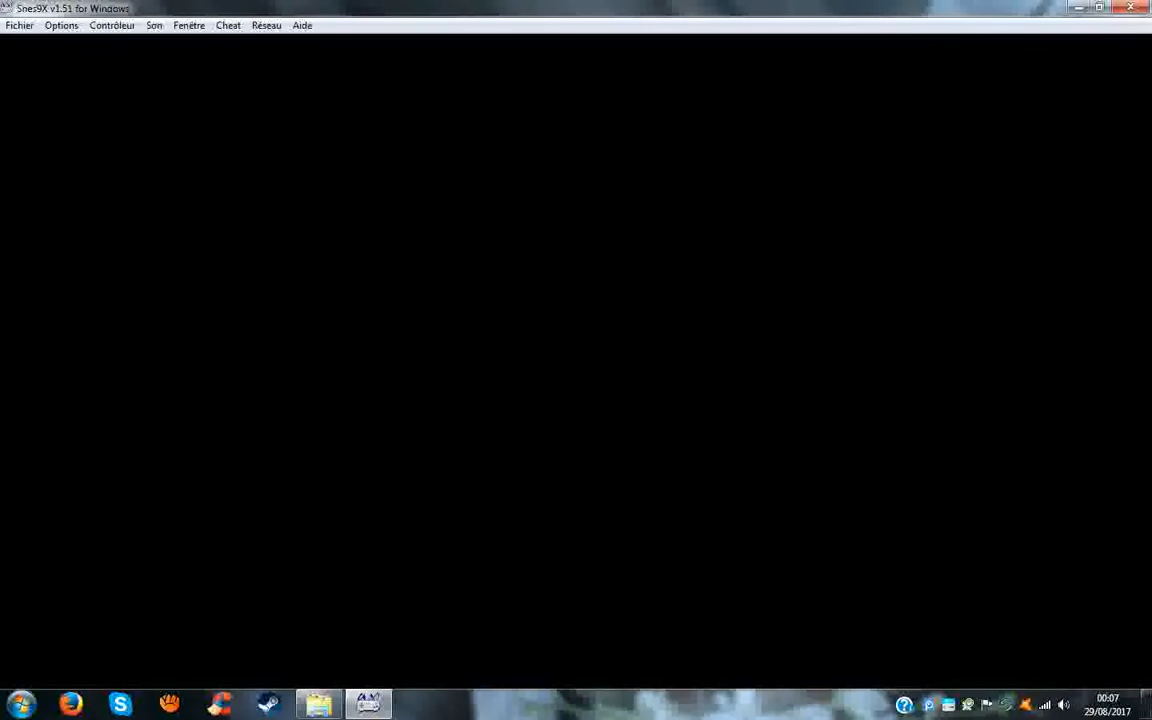 Snes9X v1.51 for Windows
Fichier Options Contrôleur Son Fenêtre Cheat Réseau Aide
00:07
29/08/2017